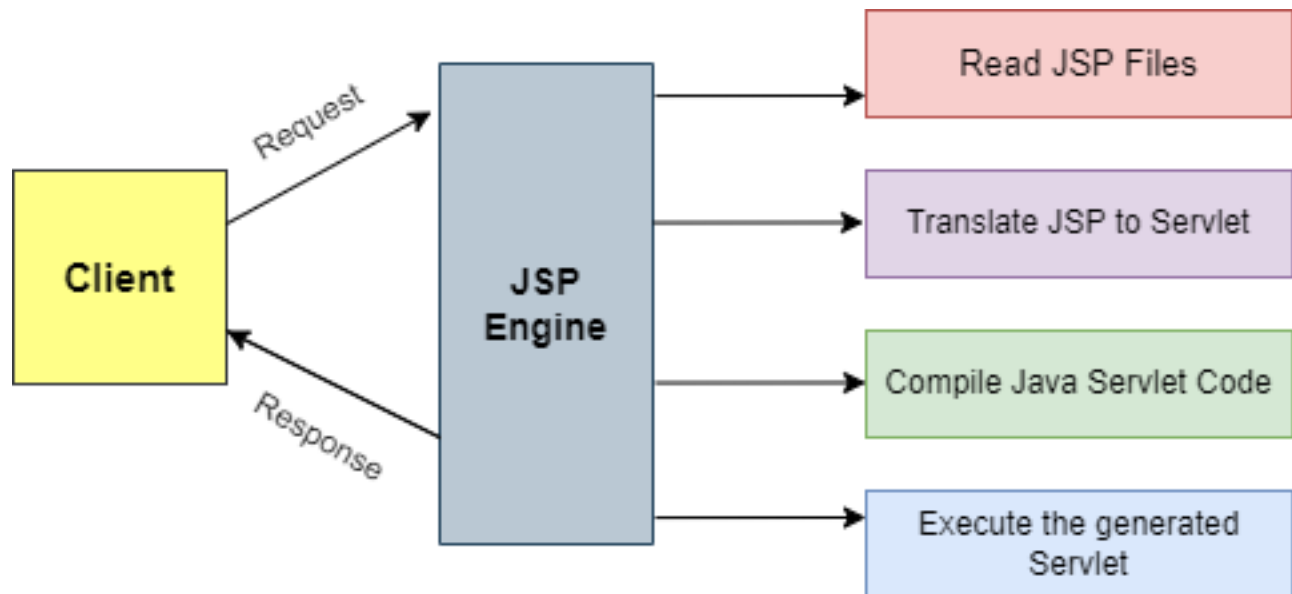 Client
Request
Response
JSP
Engine
Read JSP Files
Translate JSP to Servlet
Compile Java Servlet Code
Execute the generated
Servlet